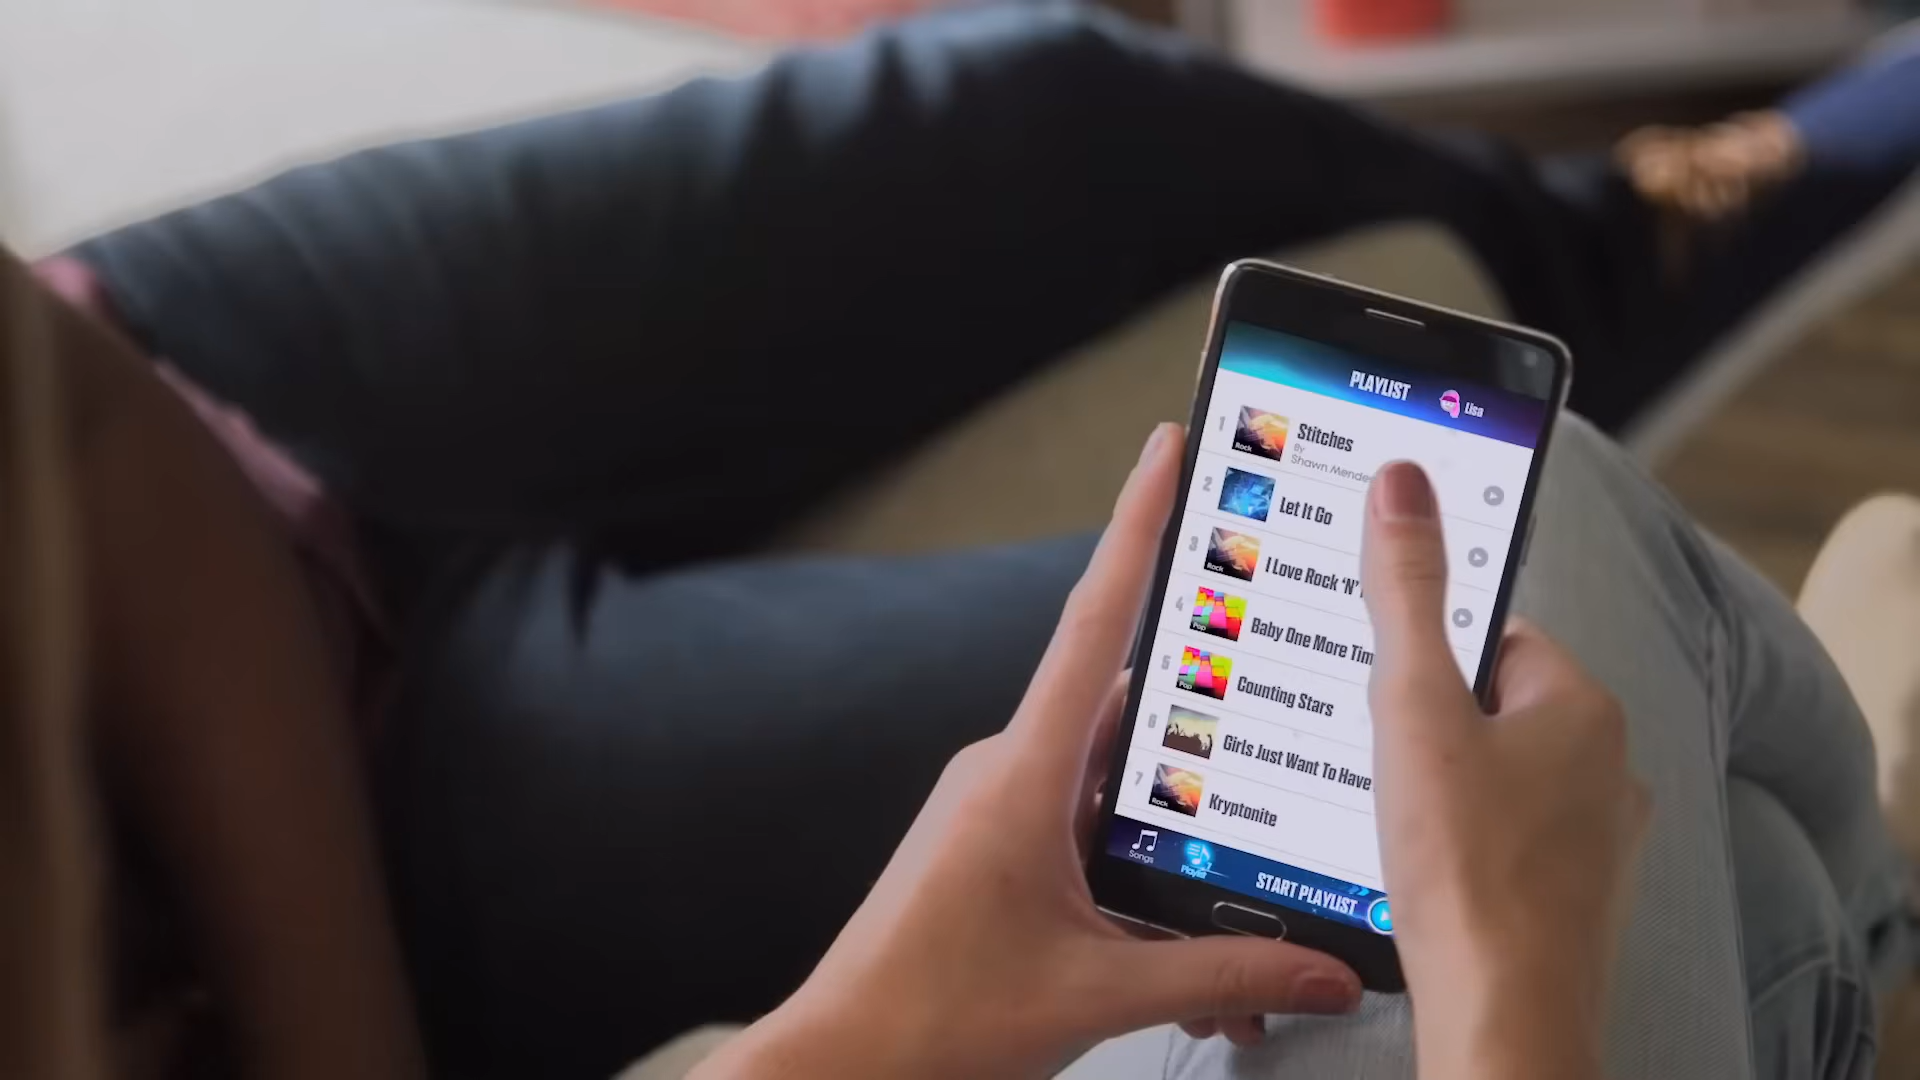 PLAYLIST
Lisa
1
Rock
Stitches
By
Shawn Mendes
2
Let It Go
3
Rock
I Love Rock 'N'
4
Pop
Baby One More Tim
5
Pop
Counting Stars
6
Girls Just Want To Have
7
Rock
Kryptonite
Songs
7
Playlist
START PLAYLIST